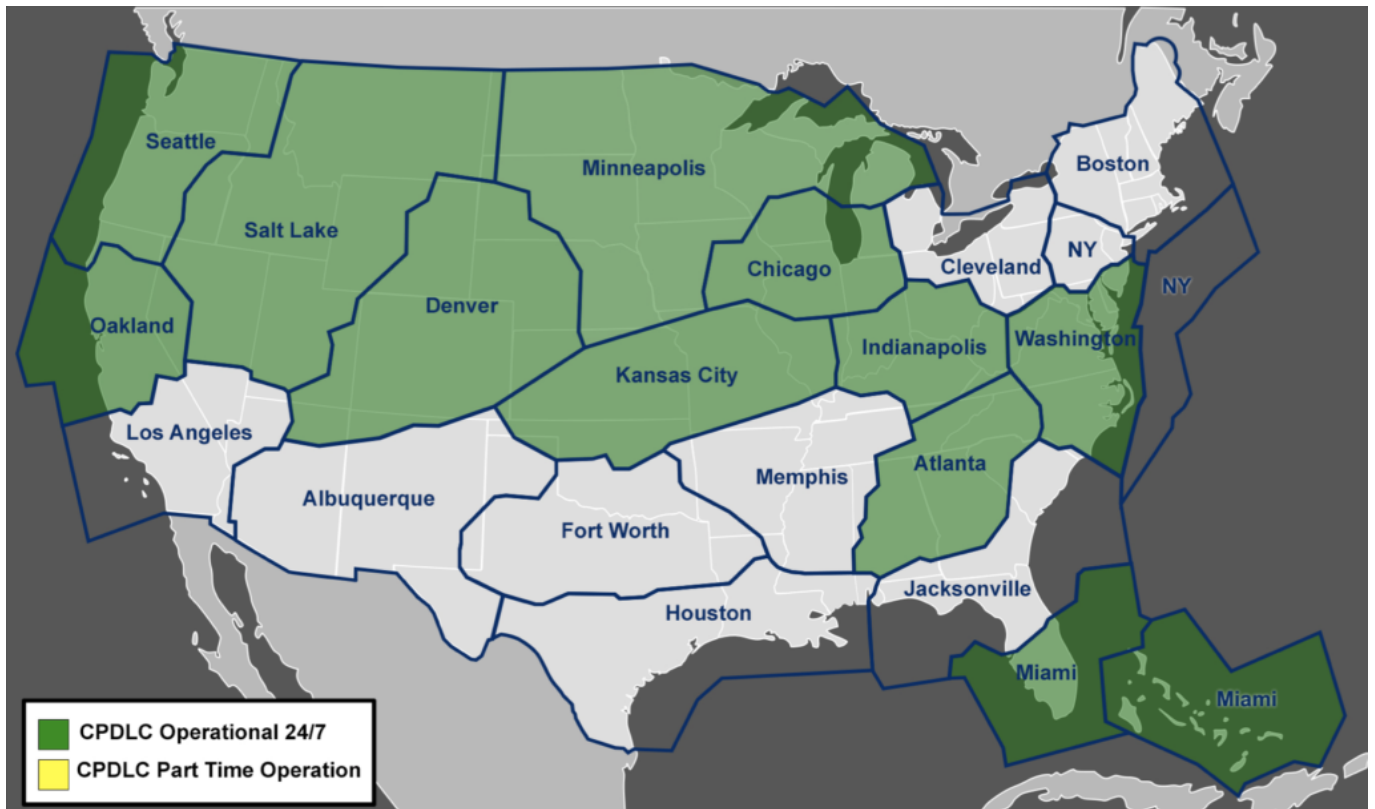 Seattle
Boston
Minneapolis
Salt Lake
NY
Chicago
Cleveland
NY
Denver
Oakland
Washington
Indianapolis
Kansas City
Los Angeles
Atlanta
Memphis
Albuquerque
Fort Worth
Jacksonville
Houston
Miami
Miami
CPDLC Operational 24/7
CPDLC Part Time Operation